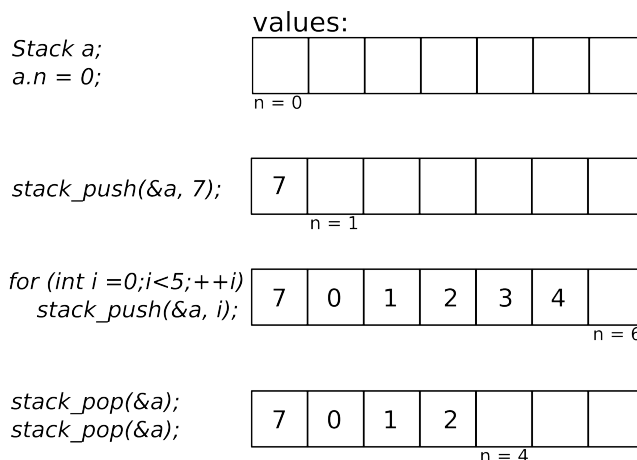 values:
Stack a;
a.n = 0;
n = 0
stack_push(&a, 7);
7
n = 1
for (int i =0;i<5;++i)
stack_push(&a, i);
7 0 1 2 3 4
n = 6
stack_pop(&a);
stack_pop(&a);
7 0 1 2
n = 4